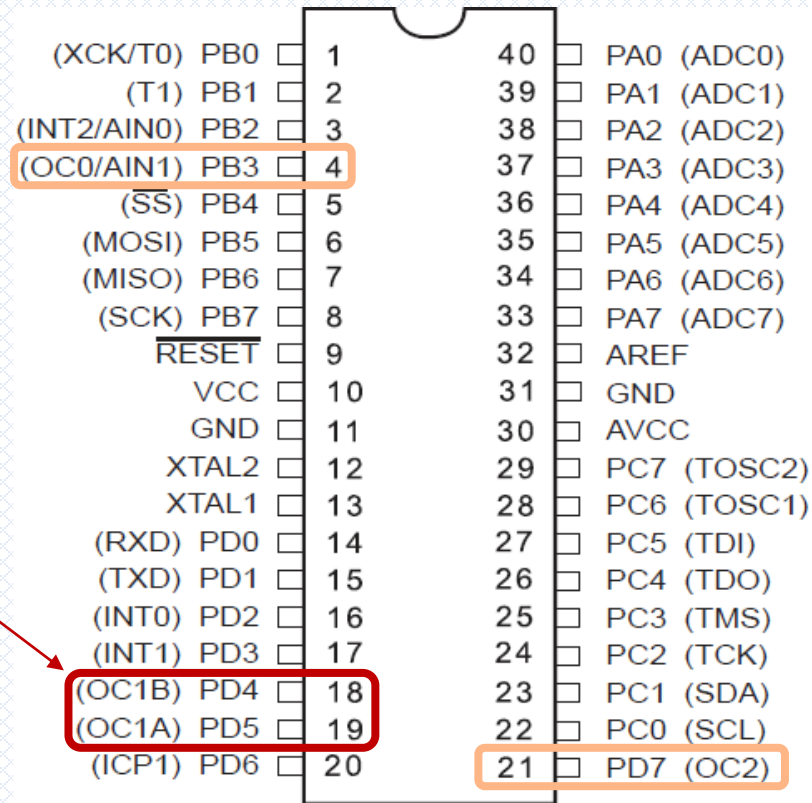 (XCK/T0) PB0 1 40 PA0 (ADC0)
(T1) PB1 2 39 PA1 (ADC1)
(INT2/AIN0) PB2 3 38 PA2 (ADC2)
(OC0/AIN1) PB3 4 37 PA3 (ADC3)
(SS) PB4 5 36 PA4 (ADC4)
(MOSI) PB5 6 35 PA5 (ADC5)
(MISO) PB6 7 34 PA6 (ADC6)
(SCK) PB7 8 33 PA7 (ADC7)
RESET 9 32 AREF
VCC 10 31 GND
GND 11 30 AVCC
XTAL2 12 29 PC7 (TOSC2)
XTAL1 13 28 PC6 (TOSC1)
(RXD) PD0 14 27 PC5 (TDI)
(TXD) PD1 15 26 PC4 (TDO)
(INT0) PD2 16 25 PC3 (TMS)
(INT1) PD3 17 24 PC2 (TCK)
(OC1B) PD4 18 23 PC1 (SDA)
(OC1A) PD5 19 22 PC0 (SCL)
(ICP1) PD6 20 21 PD7 (OC2)